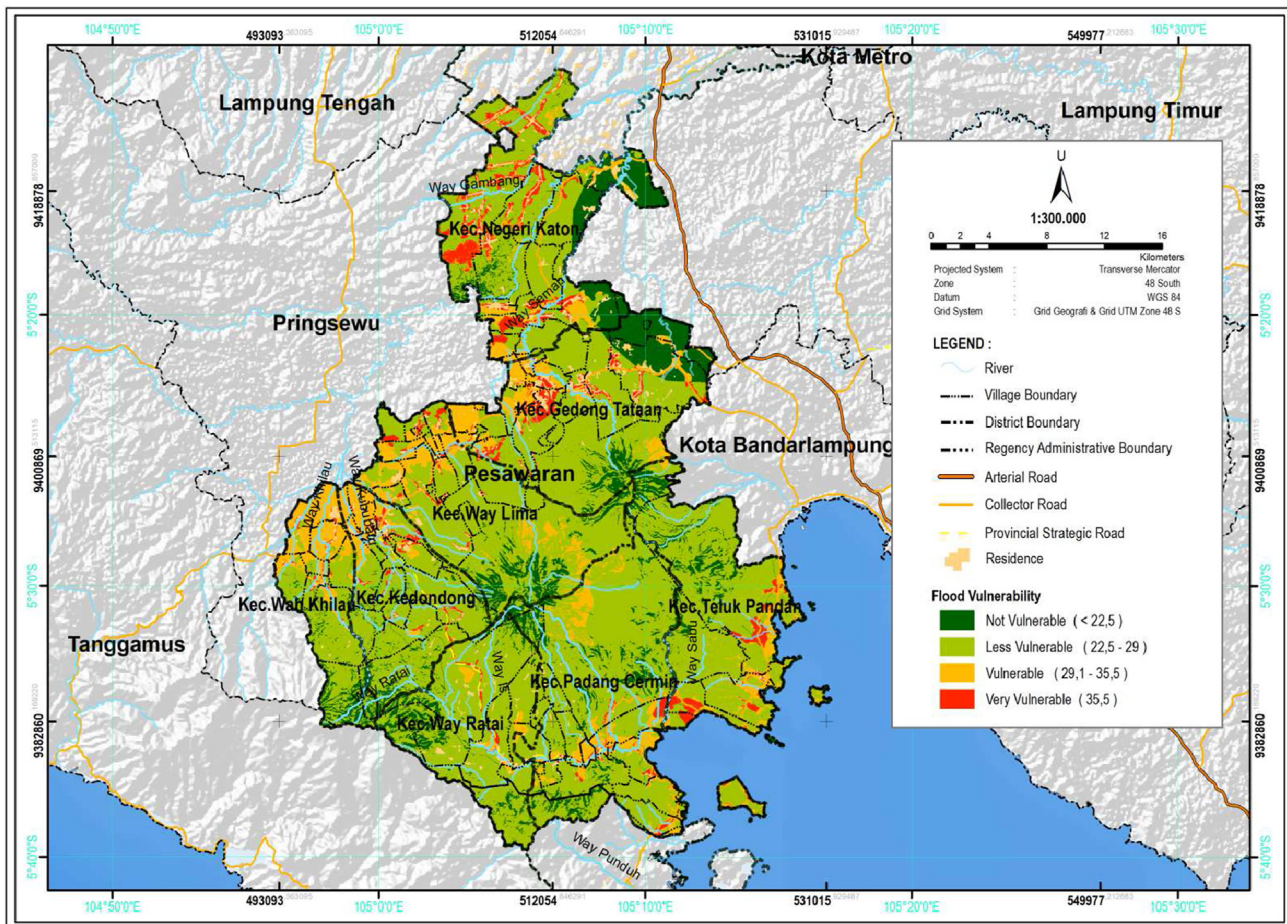 104°50'0"E 105°0'0"E 105°10'0"E 105°20'0"E 105°30'0"E
493093 512054 531015 549977
Kota Metro
Lampung Tengah
Lampung Timur
U
1:300.000
0 2 4 8 12 16
Kilometers
Projected System : Transverse Mercator
Zone : 48 South
Datum : WGS 84
Grid System : Grid Geografi & Grid UTM Zone 48 S
LEGEND :
River
Village Boundary
District Boundary
Regency Administrative Boundary
Arterial Road
Collector Road
Provincial Strategic Road
Residence
Flood Vulnerability
Not Vulnerable ( < 22,5 )
Less Vulnerable ( 22,5 - 29 )
Vulnerable ( 29,1 - 35,5 )
Very Vulnerable ( 35,5 )
Way Gambang
9418878 9418878
Kec.Negeri Katon
Way Semah
5°20'0"S 5°20'0"S
Pringsewu
Kec.Gedong Tataan
Kota Bandarlampung
9400869 9400869
Pesawaran
Way Khilau
Kec.Way Lima
5°30'0"S 5°30'0"S
Kec.Wah Khilau
Kec.Kedondong
Kec.Teluk Pandan
Tanggamus
Way Sabu
Way Ratai
Kec.Padang Cermin
Kec.Way Ratai
9382860 9382860
Way Punduh
5°40'0"S 5°40'0"S
104°50'0"E 105°0'0"E 105°10'0"E 105°20'0"E 105°30'0"E
493093 512054 531015 549977